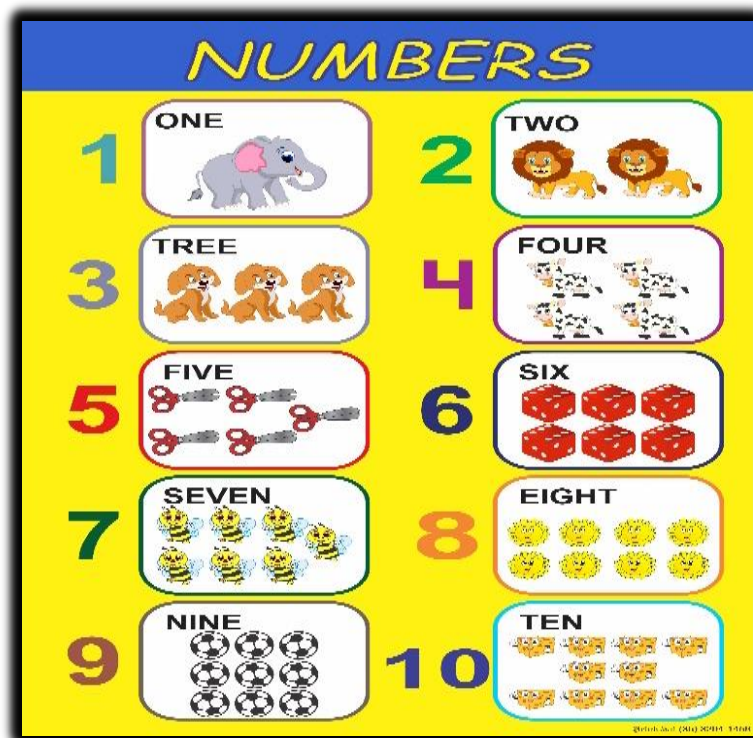 NUMBERS
1 ONE
2 TWO
3 TREE
4 FOUR
5 FIVE
6 SIX
7 SEVEN
8 EIGHT
9 NINE
10 TEN